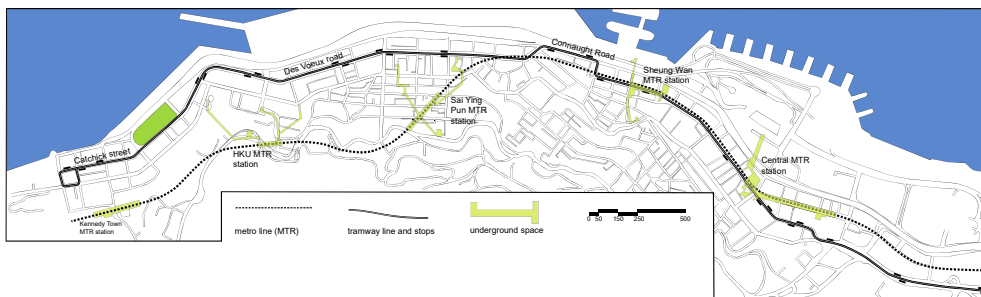 Connaught Road
Des Vœux road
Sheung Wan
MTR station
Sai Ying
Pun MTR
station
Catchick street
HKU MTR
station
Central MTR
station
Kennedy Town
MTR station
metro line (MTR)
tramway line and stops
underground space
0 50 150 250 500